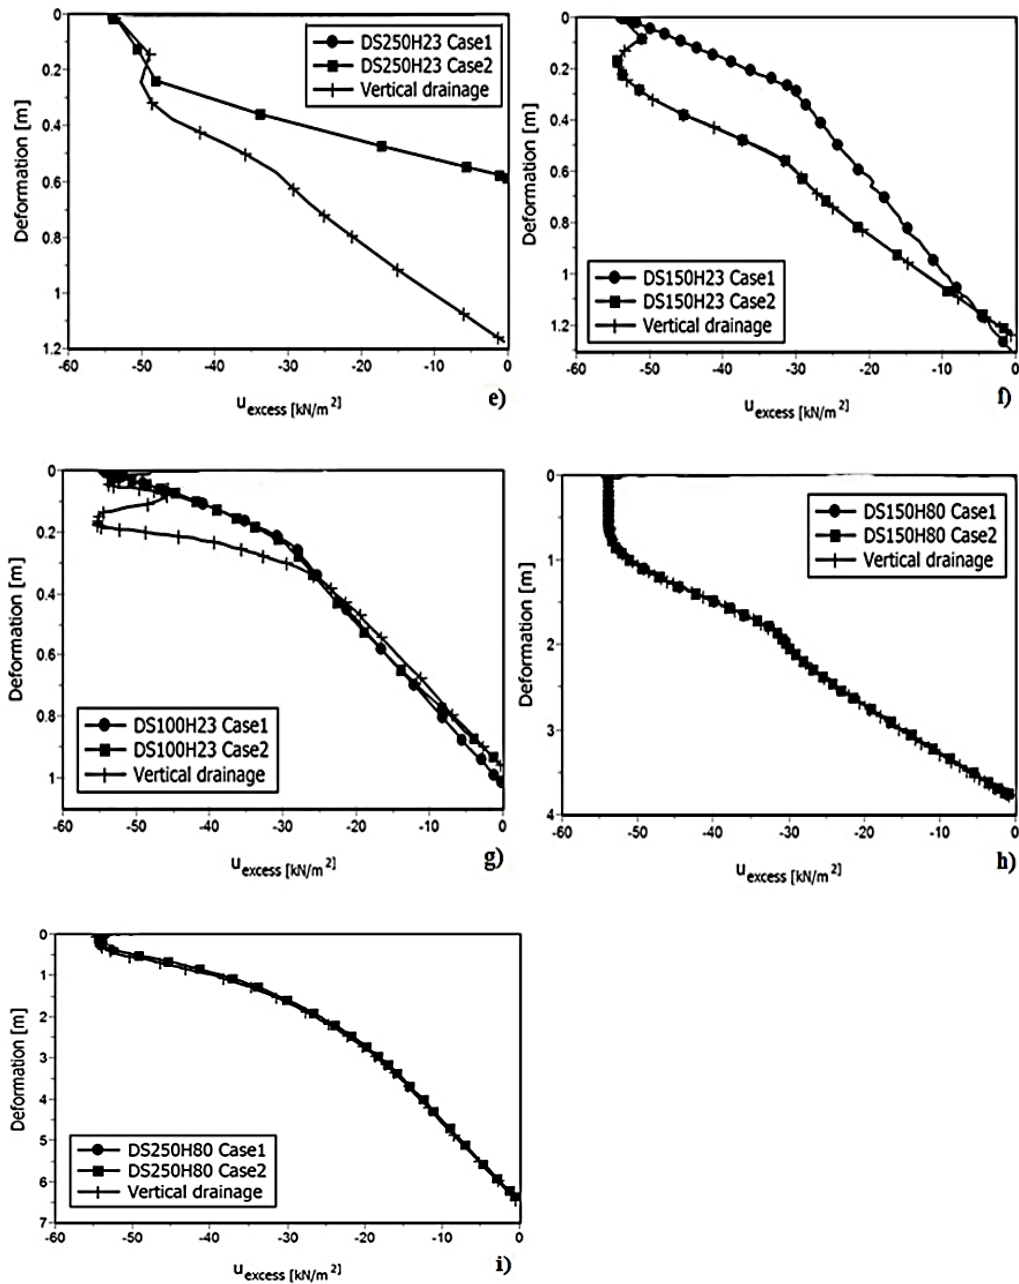 DS250H23 Case1
DS250H23 Case2
Vertical drainage
Deformation [m]
0
0.2
0.4
0.6
0.8
1
1.2
-60 -50 -40 -30 -20 -10 0
u excess [kN/m²]
e)
DS150H23 Case1
DS150H23 Case2
Vertical drainage
Deformation [m]
0
0.2
0.4
0.6
0.8
1
1.2
-60 -50 -40 -30 -20 -10 0
u excess [kN/m²]
f)
DS100H23 Case1
DS100H23 Case2
Vertical drainage
Deformation [m]
0
0.2
0.4
0.6
0.8
1
-60 -50 -40 -30 -20 -10 0
u excess [kN/m²]
g)
DS150H80 Case1
DS150H80 Case2
Vertical drainage
Deformation [m]
0
1
2
3
4
-60 -50 -40 -30 -20 -10 0
u excess [kN/m²]
h)
DS250H80 Case1
DS250H80 Case2
Vertical drainage
Deformation [m]
0
1
2
3
4
5
6
7
-60 -50 -40 -30 -20 -10 0
u excess [kN/m²]
i)